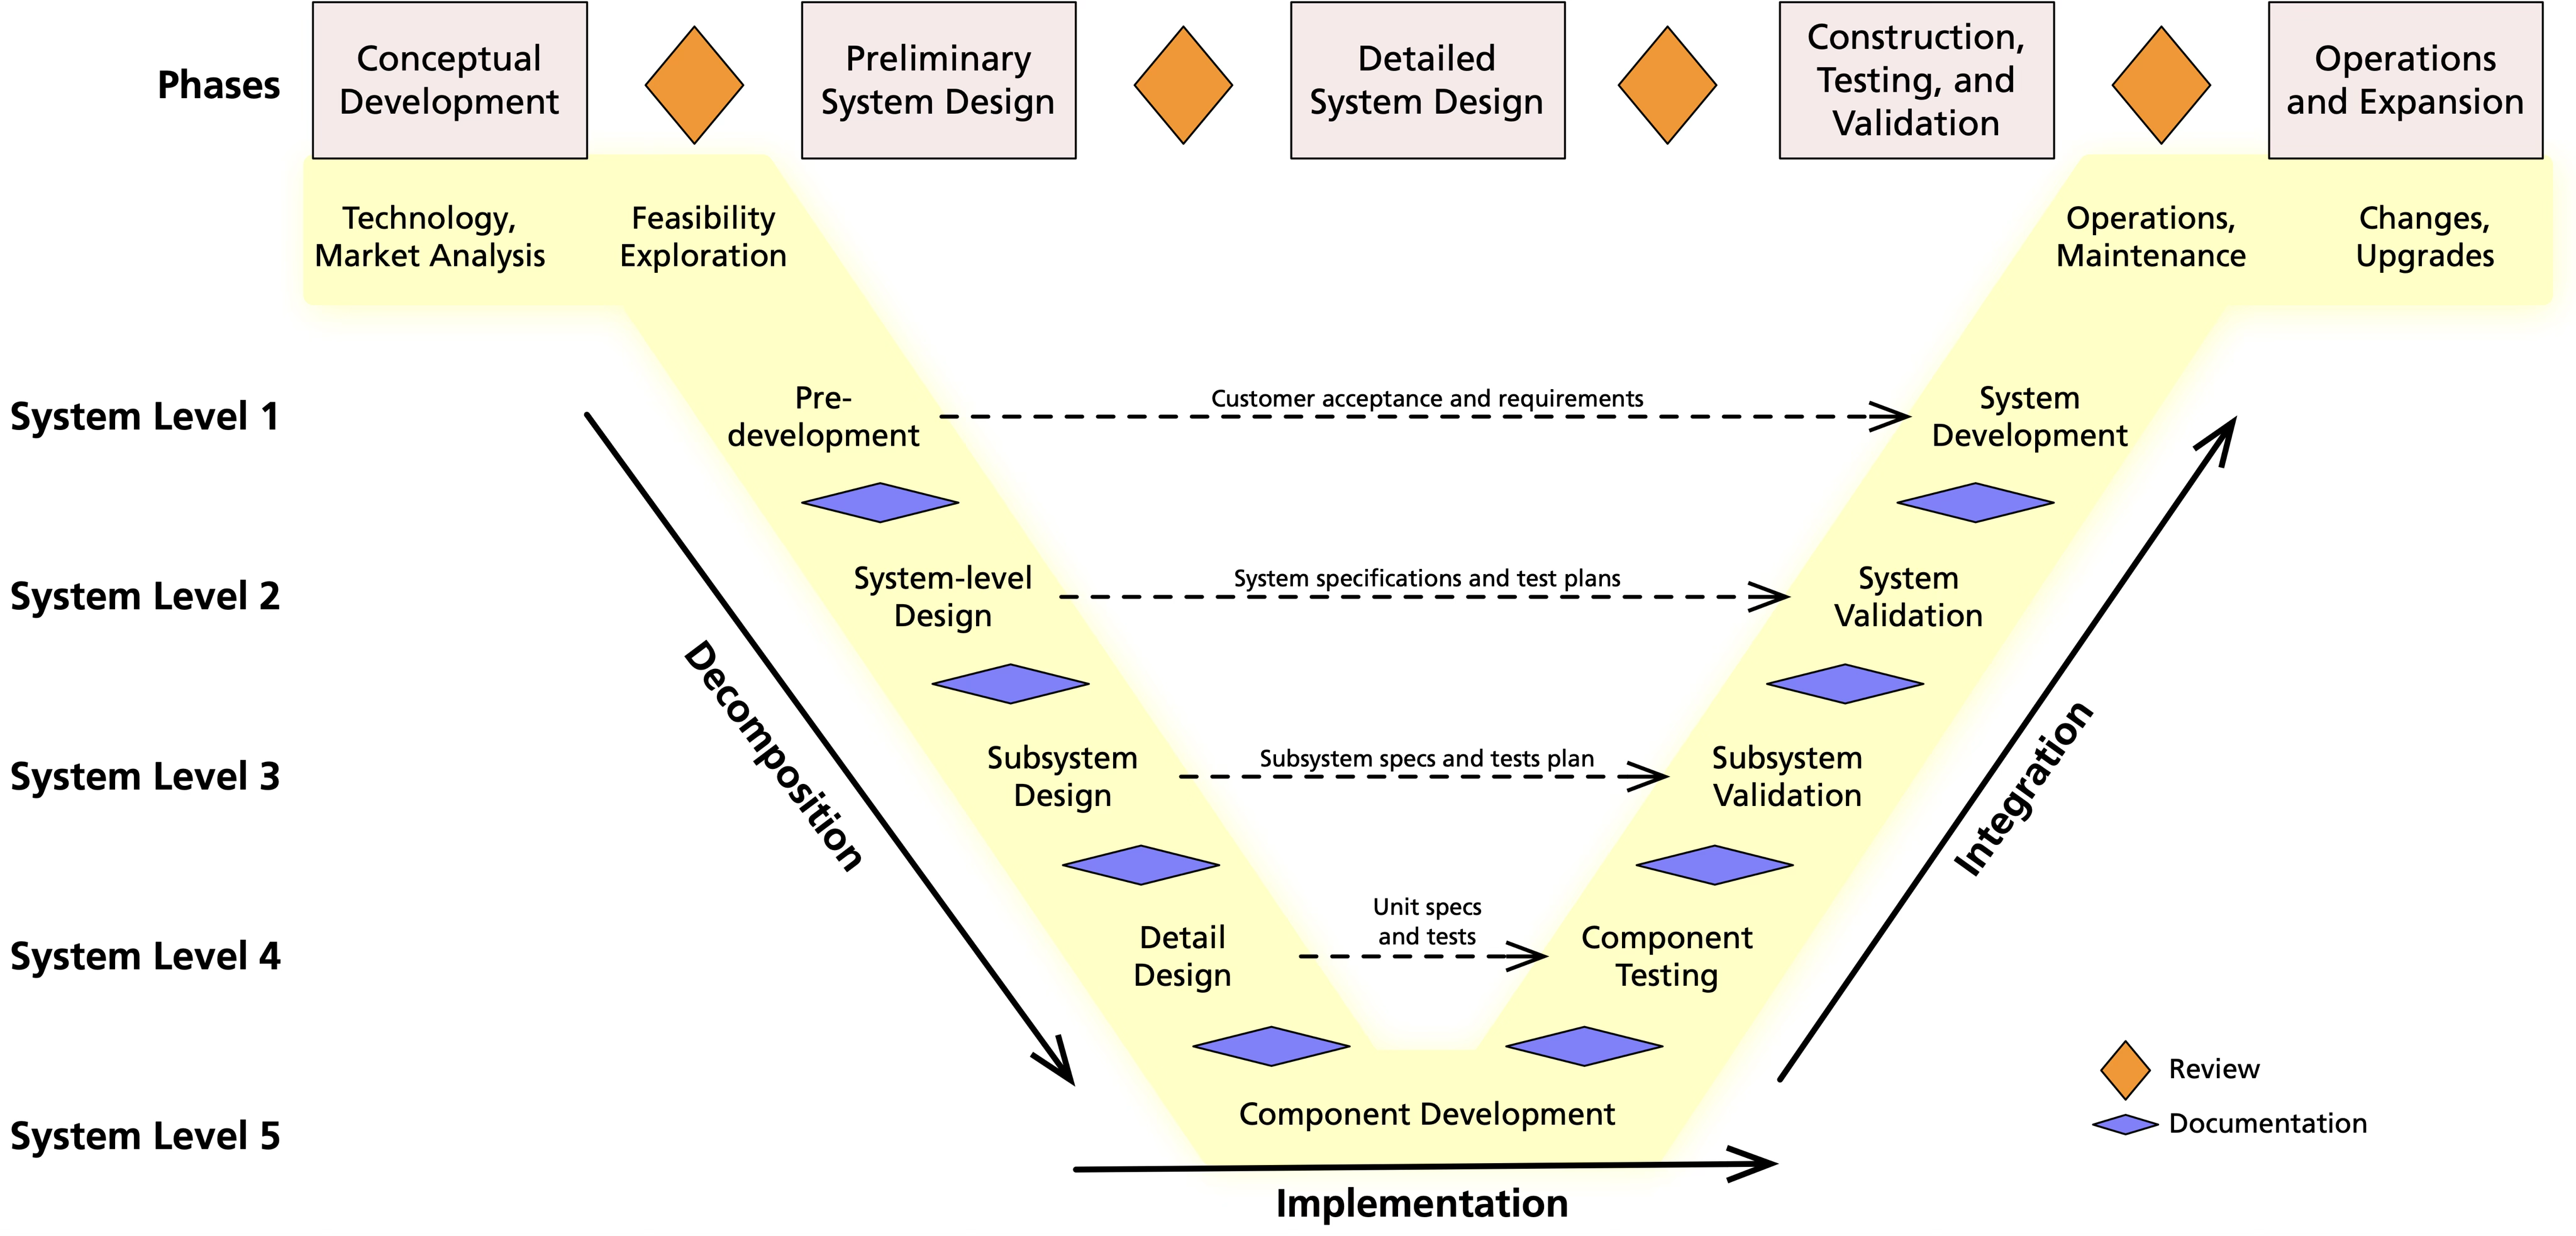 Phases
Conceptual
Development
Preliminary
System Design
Detailed
System Design
Construction,
Testing, and
Validation
Operations
and Expansion
Technology,
Market Analysis
Feasibility
Exploration
Operations,
Maintenance
Changes,
Upgrades
System Level 1
Pre-
development
Customer acceptance and requirements
System
Development
System Level 2
System-level
Design
System specifications and test plans
System
Validation
Decomposition
Integration
System Level 3
Subsystem
Design
Subsystem specs and tests plan
Subsystem
Validation
System Level 4
Detail
Design
Unit specs
and tests
Component
Testing
System Level 5
Component Development
Implementation
Review
Documentation